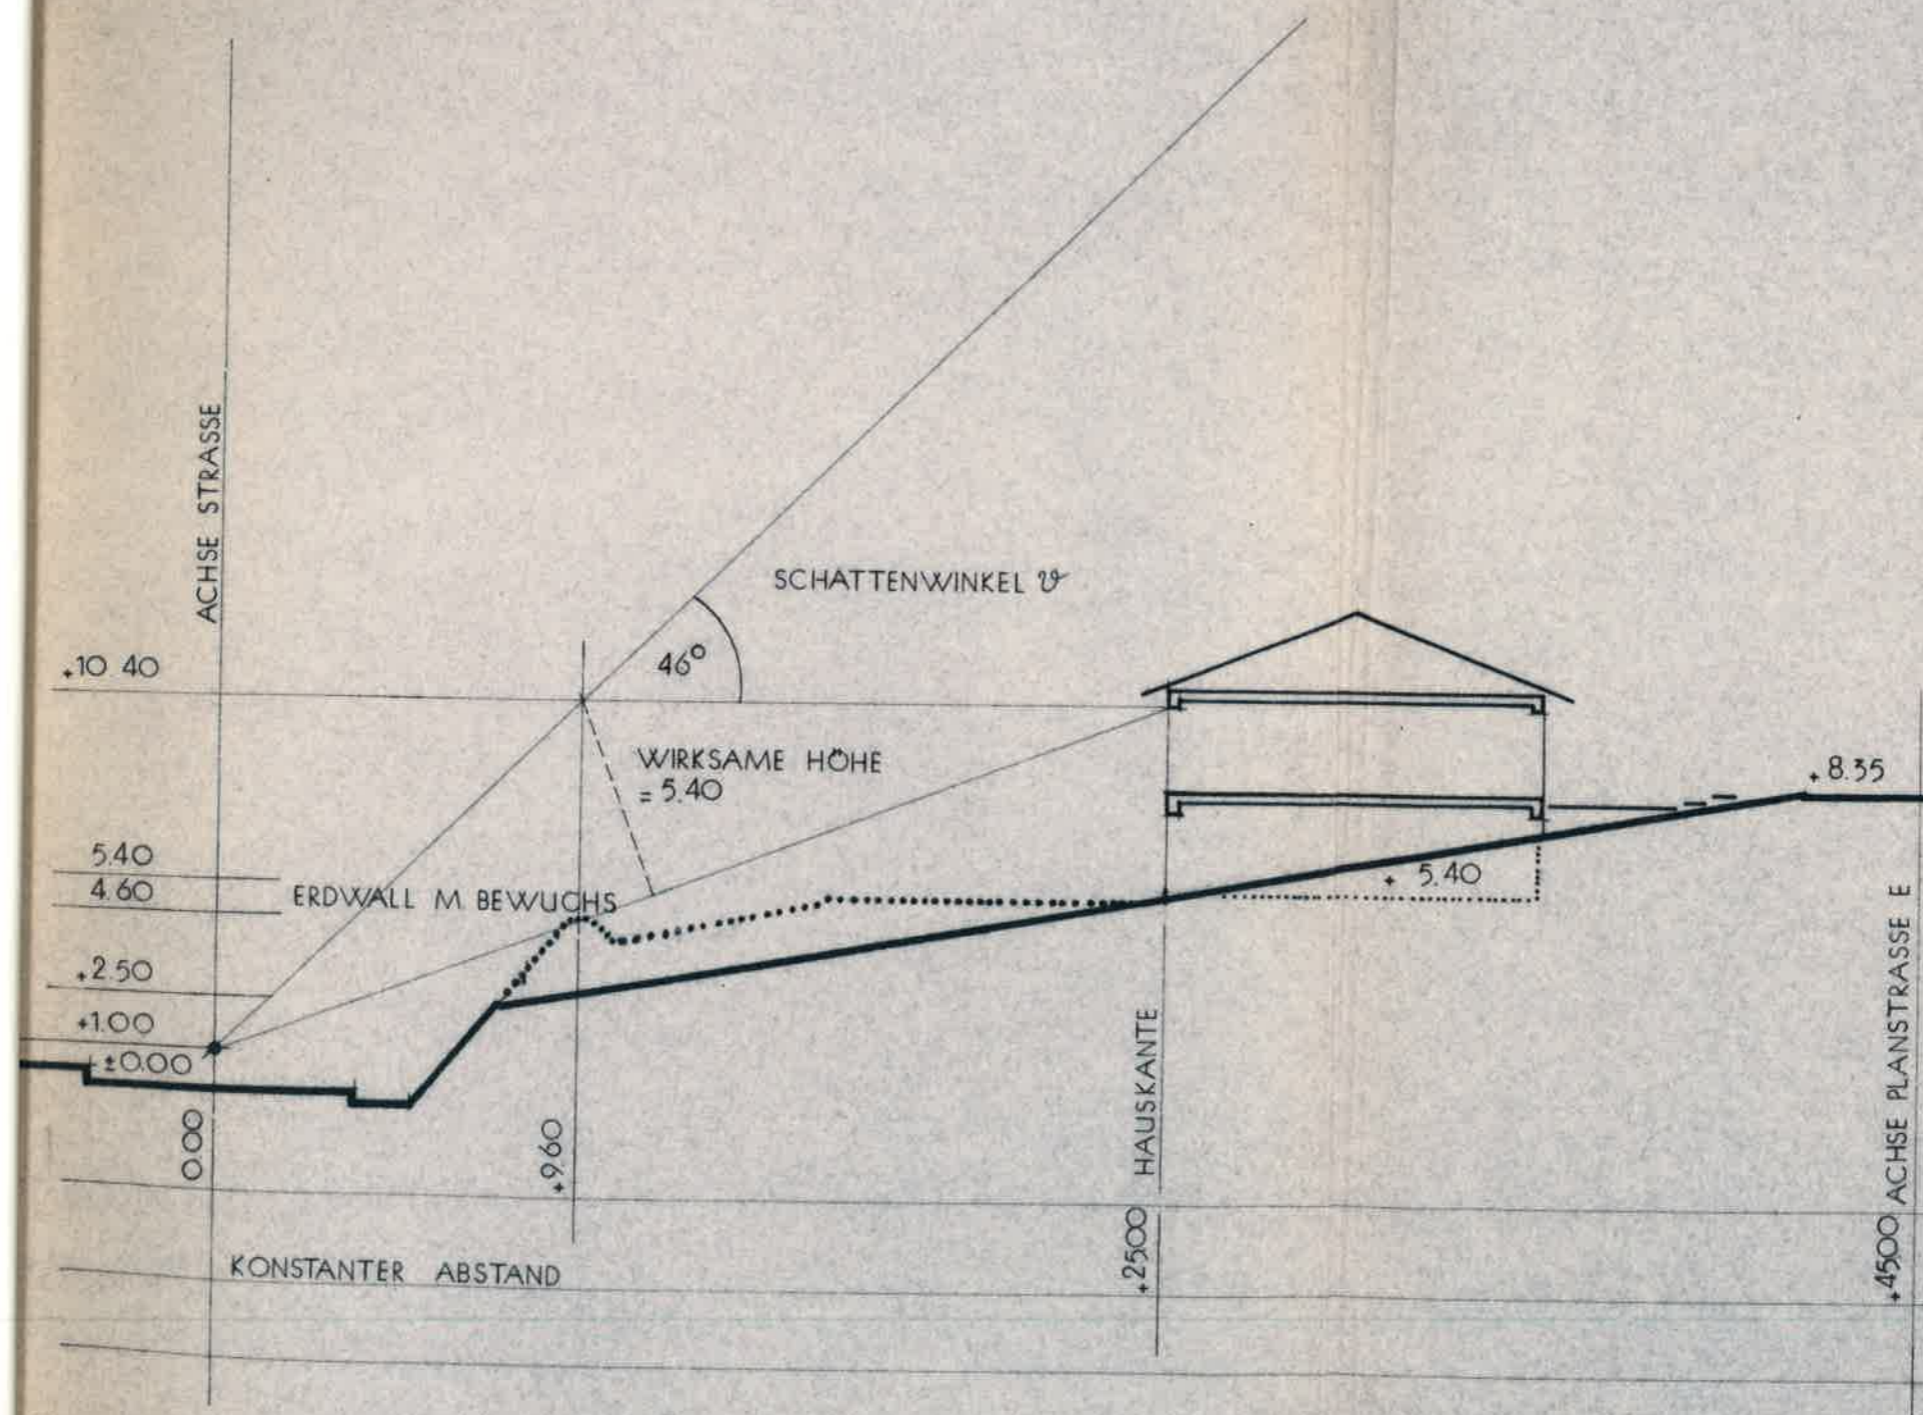 ACHSE STRASSE
SCHATTENWINKEL ϑ
46°
+10 40
WIRKSAME HÖHE
= 5.40
+ 8.35
5.40
4.60
ERDWALL M. BEWUCHS
+ 5.40
+2.50
+1.00
±0.00
0.00
+9.60
+25.00 HAUSKANTE
+45.00 ACHSE PLANSTRASSE E
KONSTANTER ABSTAND